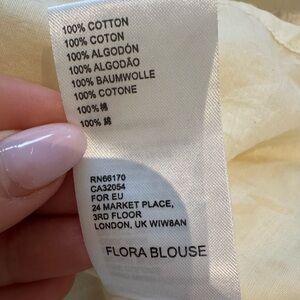 100% COTTON
100% COTON
100% ALGODÓN
100% ALGODÃO
100% BAUMWOLLE
100% COTONE
100% 棉
100% 綿
RN66170
CA32054
FOR EU
24 MARKET PLACE,
3RD FLOOR
LONDON, UK WIW8AN
FLORA BLOUSE